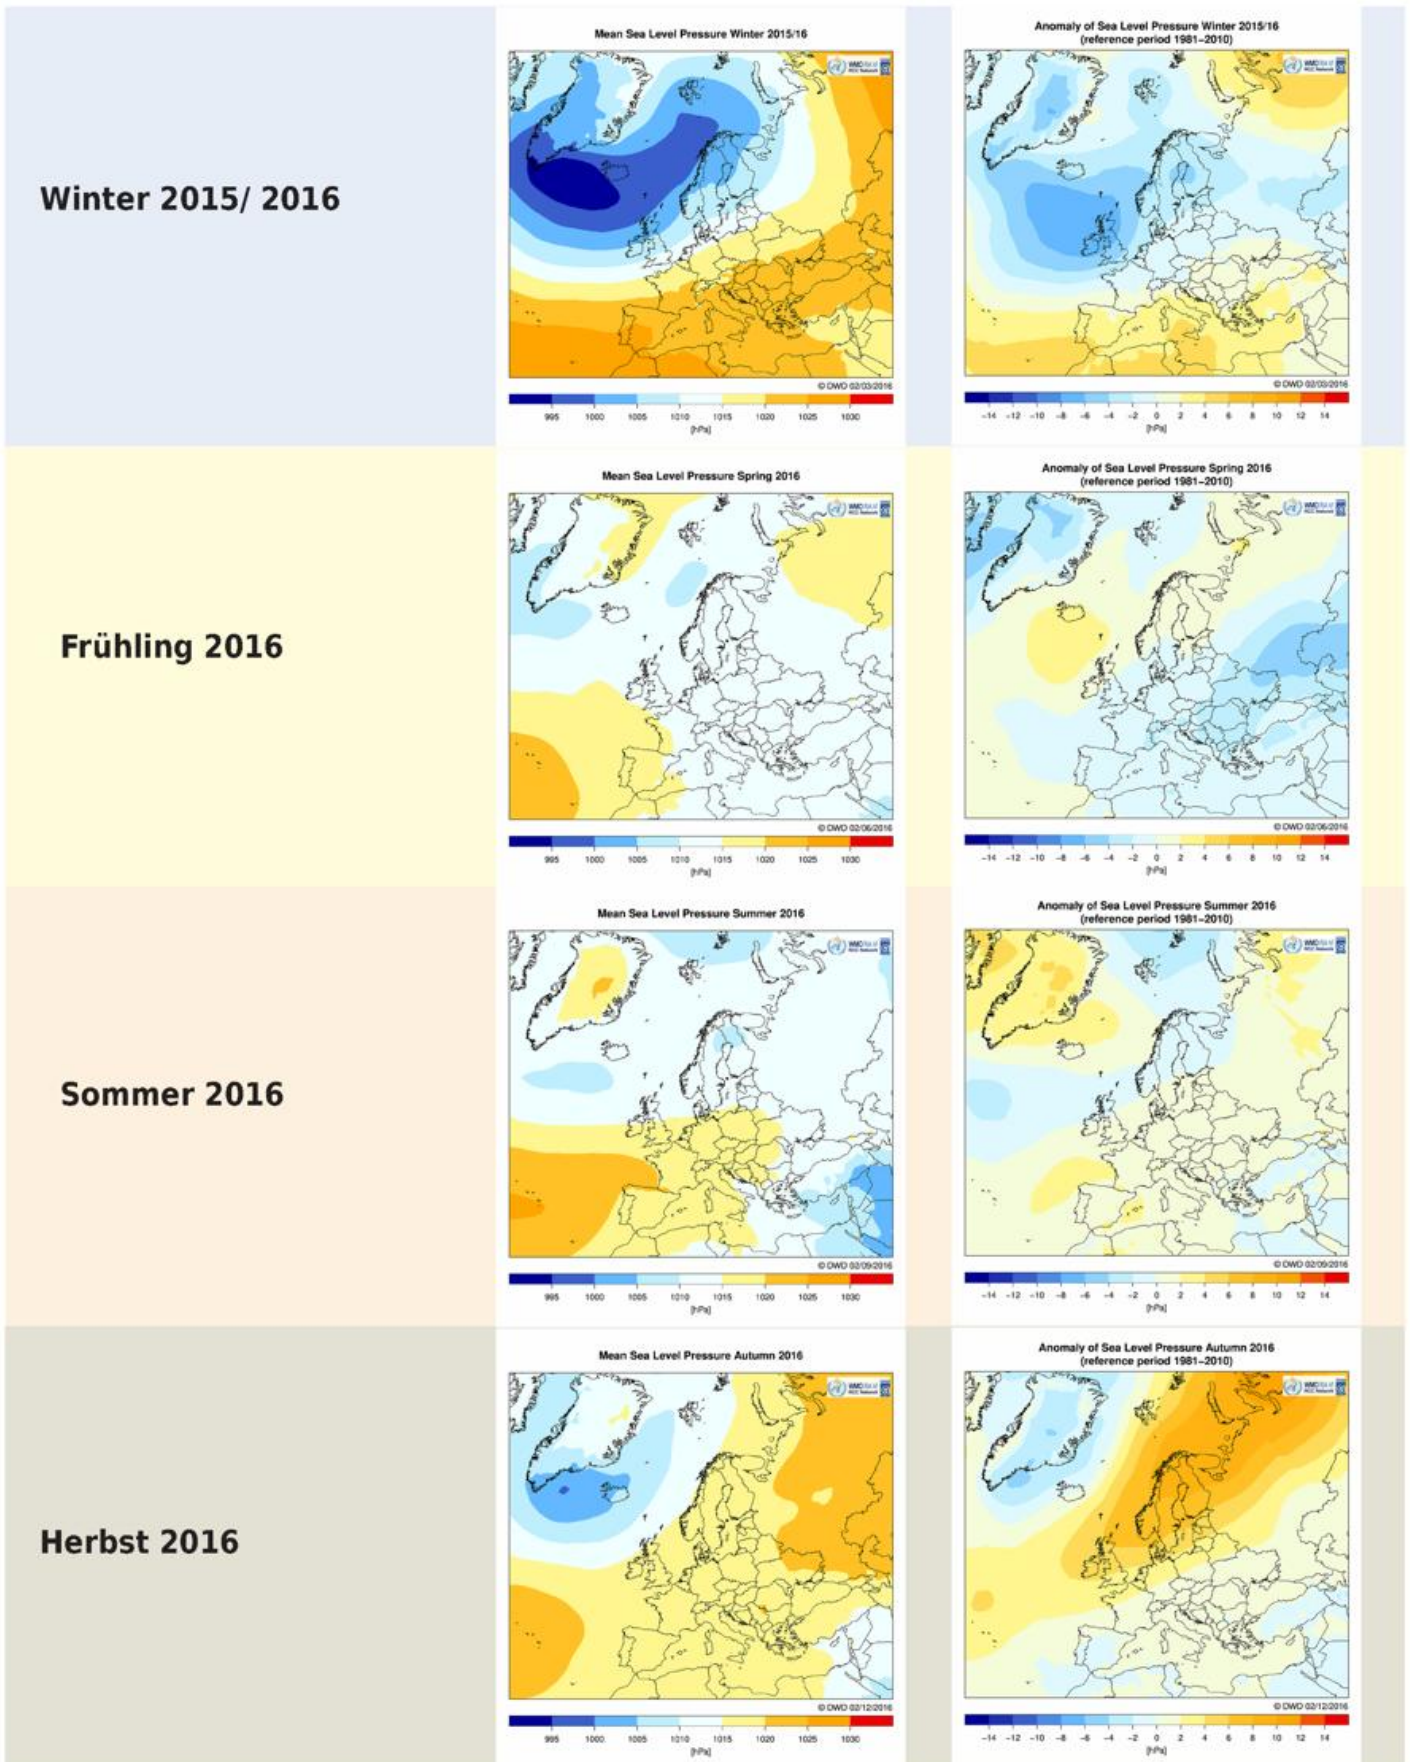 Winter 2015/ 2016
Mean Sea Level Pressure Winter 2015/16
© DWD 02/03/2016
995 1000 1005 1010 1015 1020 1025 1030
[hPa]
Anomaly of Sea Level Pressure Winter 2015/16
(reference period 1981–2010)
© DWD 02/03/2016
−14 −12 −10 −8 −6 −4 −2 0 2 4 6 8 10 12 14
[hPa]
Frühling 2016
Mean Sea Level Pressure Spring 2016
© DWD 02/06/2016
995 1000 1005 1010 1015 1020 1025 1030
[hPa]
Anomaly of Sea Level Pressure Spring 2016
(reference period 1981–2010)
© DWD 02/06/2016
−14 −12 −10 −8 −6 −4 −2 0 2 4 6 8 10 12 14
[hPa]
Sommer 2016
Mean Sea Level Pressure Summer 2016
© DWD 02/09/2016
995 1000 1005 1010 1015 1020 1025 1030
[hPa]
Anomaly of Sea Level Pressure Summer 2016
(reference period 1981–2010)
© DWD 02/09/2016
−14 −12 −10 −8 −6 −4 −2 0 2 4 6 8 10 12 14
[hPa]
Herbst 2016
Mean Sea Level Pressure Autumn 2016
© DWD 02/12/2016
995 1000 1005 1010 1015 1020 1025 1030
[hPa]
Anomaly of Sea Level Pressure Autumn 2016
(reference period 1981–2010)
© DWD 02/12/2016
−14 −12 −10 −8 −6 −4 −2 0 2 4 6 8 10 12 14
[hPa]